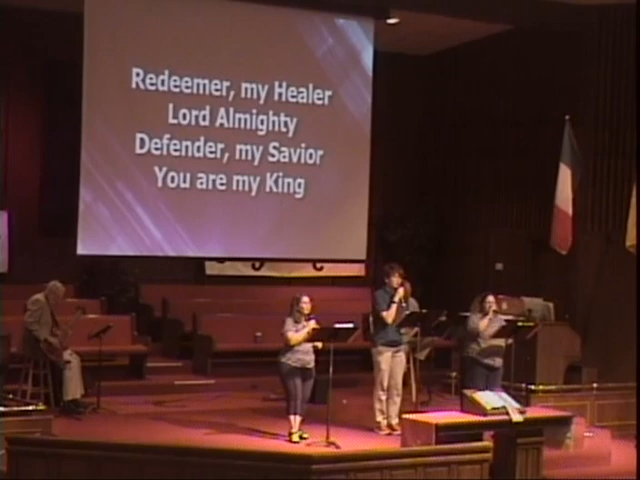 Redeemer, my Healer
Lord Almighty
Defender, my Savior
You are my King